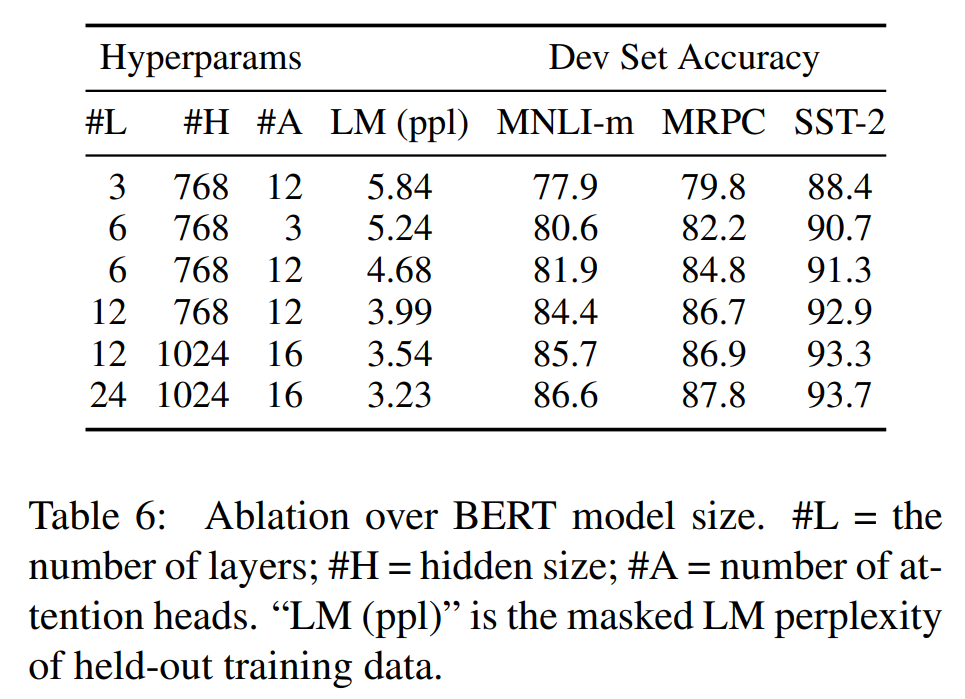 Hyperparams Dev Set Accuracy
#L #H #A LM (ppl) MNLI-m MRPC SST-2
3 768 12 5.84 77.9 79.8 88.4
6 768 3 5.24 80.6 82.2 90.7
6 768 12 4.68 81.9 84.8 91.3
12 768 12 3.99 84.4 86.7 92.9
12 1024 16 3.54 85.7 86.9 93.3
24 1024 16 3.23 86.6 87.8 93.7
Table 6: Ablation over BERT model size. #L = the
number of layers; #H = hidden size; #A = number of at-
tention heads. “LM (ppl)” is the masked LM perplexity
of held-out training data.